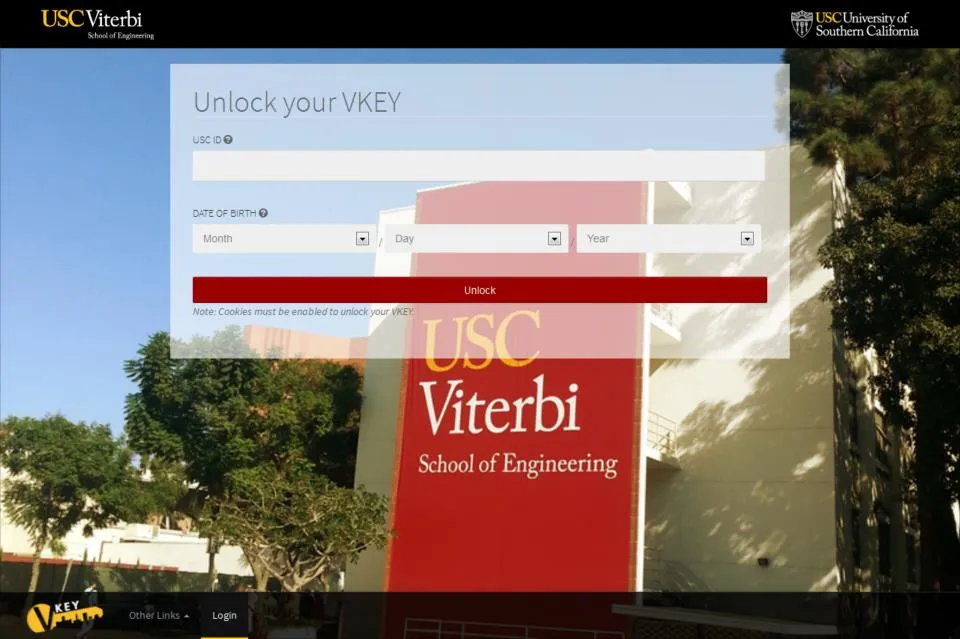 USC Viterbi
School of Engineering
USC University of
Southern California
Unlock your VKEY
USC ID
DATE OF BIRTH
Month / Day / Year
Unlock
Note: Cookies must be enabled to unlock your VKEY.
USC
Viterbi
School of Engineering
V KEY
Other Links
Login